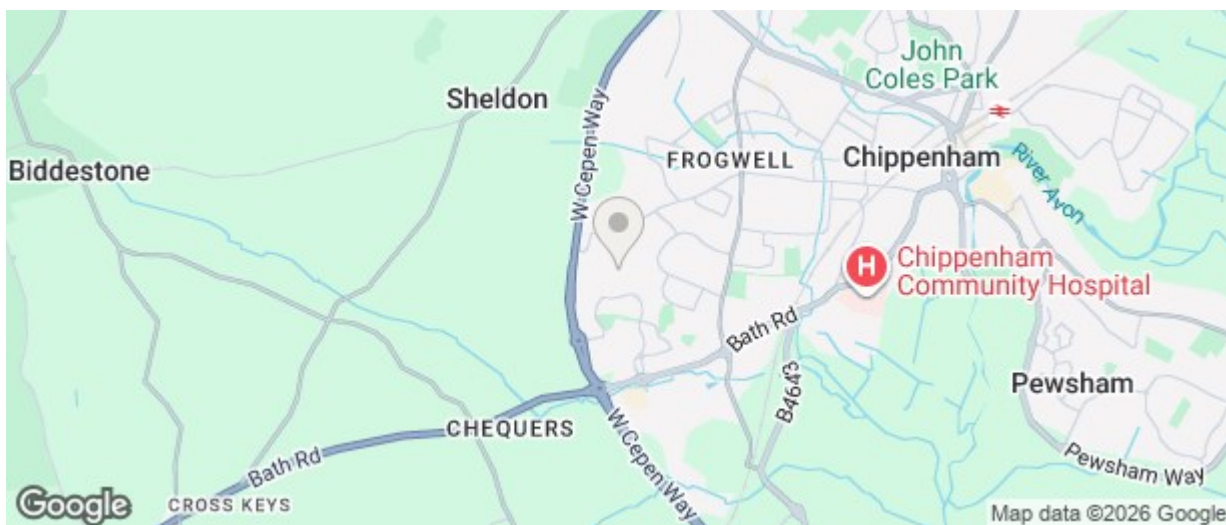 John
Coles Park
Sheldon
W Cepen Way
Biddestone
FROGWELL
Chippenham
River Avon
H
Chippenham
Community Hospital
Bath Rd
B4643
Pewsham
CHEQUERS
W Cepen Way
Bath Rd
Pewsham Way
CROSS KEYS
Google
Map data ©2026 Google